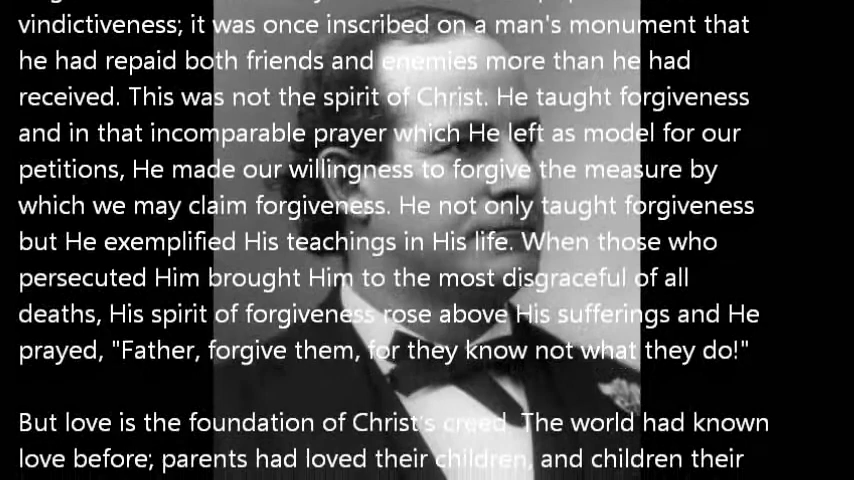 vindictiveness; it was once inscribed on a man's monument that
he had repaid both friends and enemies more than he had
received. This was not the spirit of Christ. He taught forgiveness
and in that incomparable prayer which He left as model for our
petitions, He made our willingness to forgive the measure by
which we may claim forgiveness. He not only taught forgiveness
but He exemplified His teachings in His life. When those who
persecuted Him brought Him to the most disgraceful of all
deaths, His spirit of forgiveness rose above His sufferings and He
prayed, "Father, forgive them, for they know not what they do!"
But love is the foundation of Christ's creed. The world had known
love before; parents had loved their children, and children their